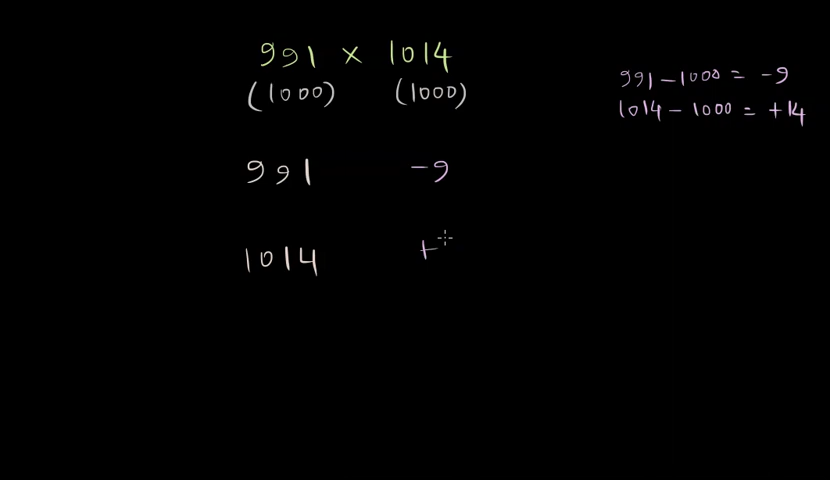 991 × 1014
(1000) (1000)
991 -9
1014 +
991 - 1000 = -9
1014 - 1000 = +14